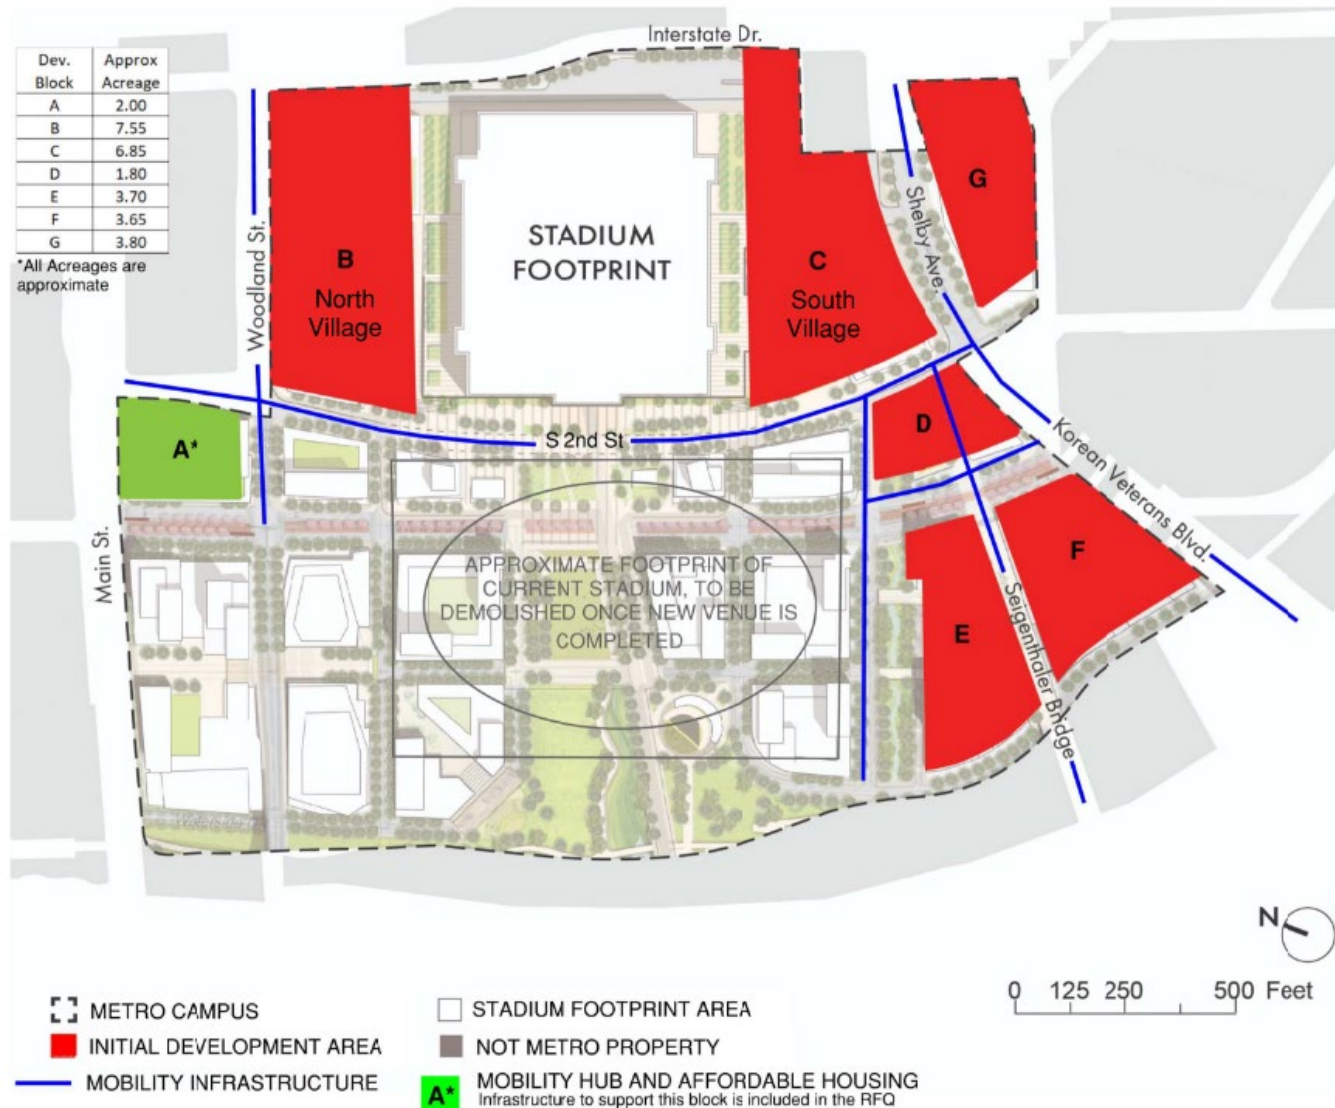 Interstate Dr.
Dev. Block Approx Acreage
A 2.00
B 7.55
C 6.85
D 1.80
E 3.70
F 3.65
G 3.80
*All Acreages are
approximate
Woodland St.
B
North
Village
STADIUM
FOOTPRINT
C
South
Village
Shelby Ave.
G
A*
S 2nd St
D
Korean Veterans Blvd.
Main St.
APPROXIMATE FOOTPRINT OF
CURRENT STADIUM, TO BE
DEMOLISHED ONCE NEW VENUE IS
COMPLETED
F
E
Seigenthaler Bridge
N
0 125 250 500 Feet
METRO CAMPUS
INITIAL DEVELOPMENT AREA
MOBILITY INFRASTRUCTURE
STADIUM FOOTPRINT AREA
NOT METRO PROPERTY
A*
MOBILITY HUB AND AFFORDABLE HOUSING
Infrastructure to support this block is included in the RFQ